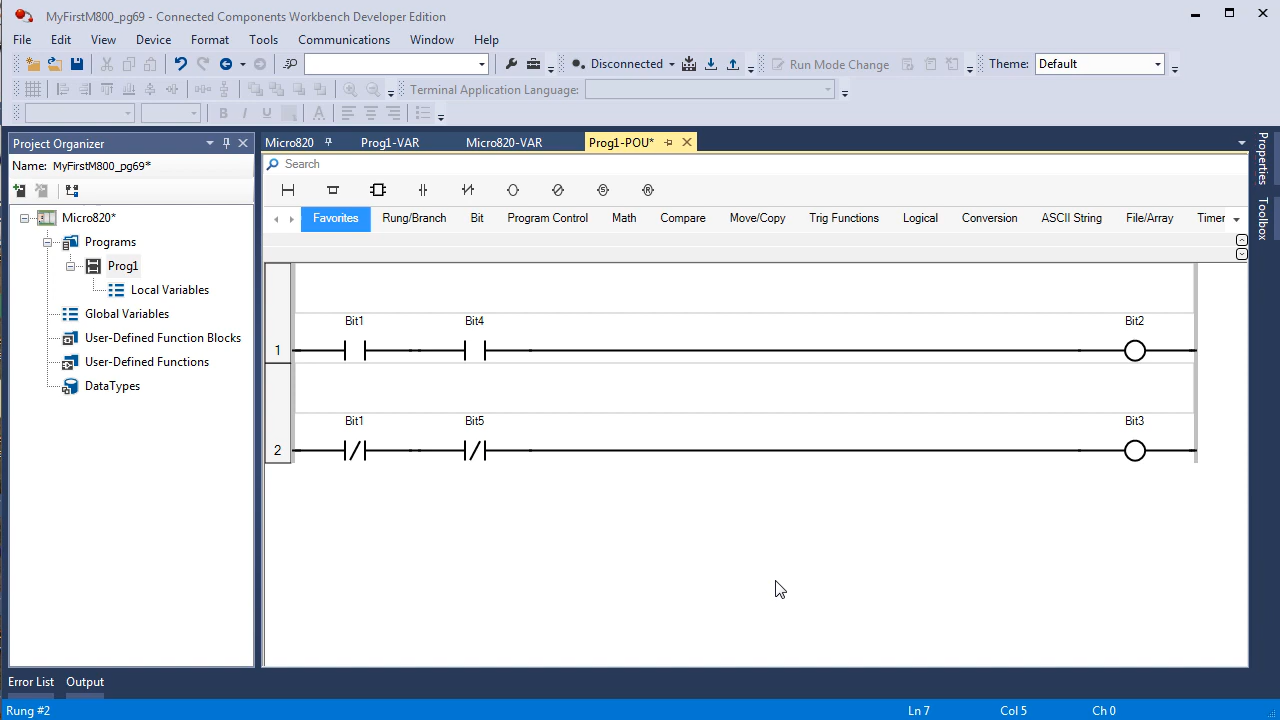 MyFirstM800_pg69 - Connected Components Workbench Developer Edition
File Edit View Device Format Tools Communications Window Help
Disconnected Run Mode Change Theme: Default
Terminal Application Language:
B I U A
Project Organizer
Name: MyFirstM800_pg69*
Micro820*
Programs
Prog1
Local Variables
Global Variables
User-Defined Function Blocks
User-Defined Functions
DataTypes
Micro820 Prog1-VAR Micro820-VAR Prog1-POU*
Search
S R
Favorites Rung/Branch Bit Program Control Math Compare Move/Copy Trig Functions Logical Conversion ASCII String File/Array Timer
Bit1 Bit4 Bit2
1
Bit1 Bit5 Bit3
2
Properties
Toolbox
Error List Output
Rung #2 Ln 7 Col 5 Ch 0